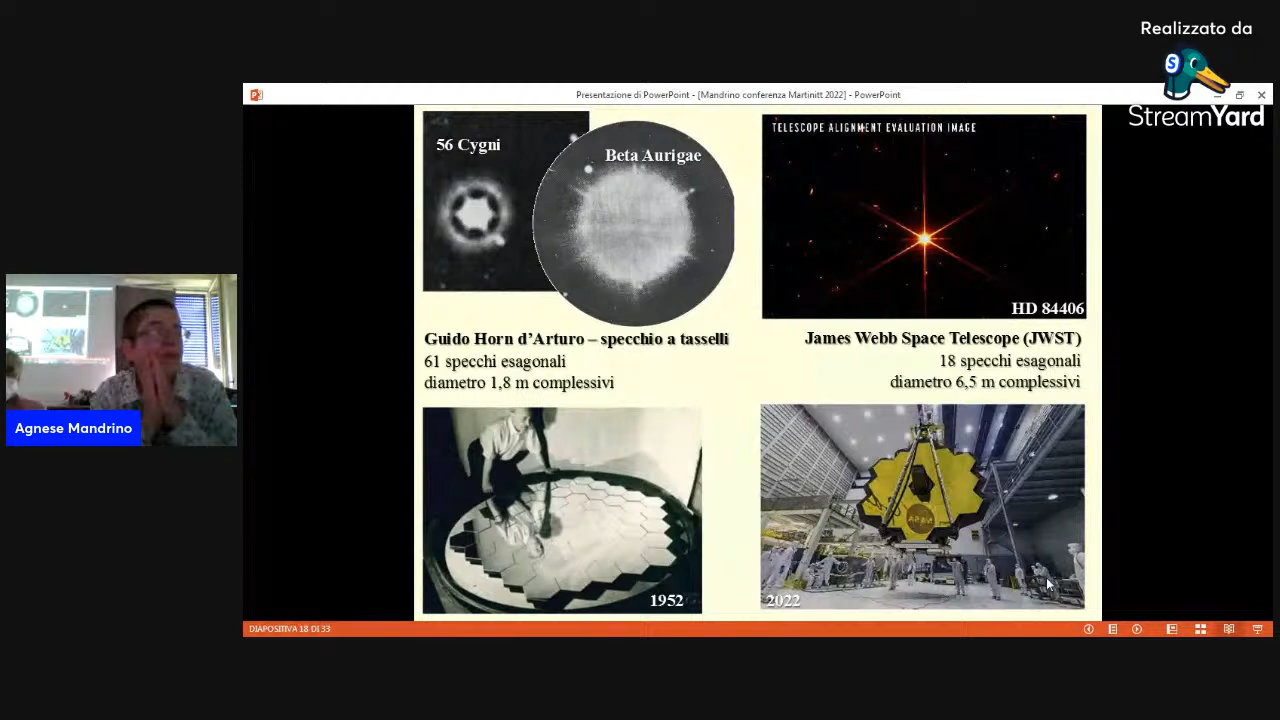 Realizzato da
StreamYard
Presentazione di PowerPoint - [Mandrino conferenza Martinitt 2022] - PowerPoint
56 Cygni
Beta Aurigae
TELESCOPE ALIGNMENT EVALUATION IMAGE
HD 84406
Guido Horn d’Arturo – specchio a tasselli
61 specchi esagonali
diametro 1,8 m complessivi
James Webb Space Telescope (JWST)
18 specchi esagonali
diametro 6,5 m complessivi
Agnese Mandrino
1952
2022
DIAPOSITIVA 18 DI 33